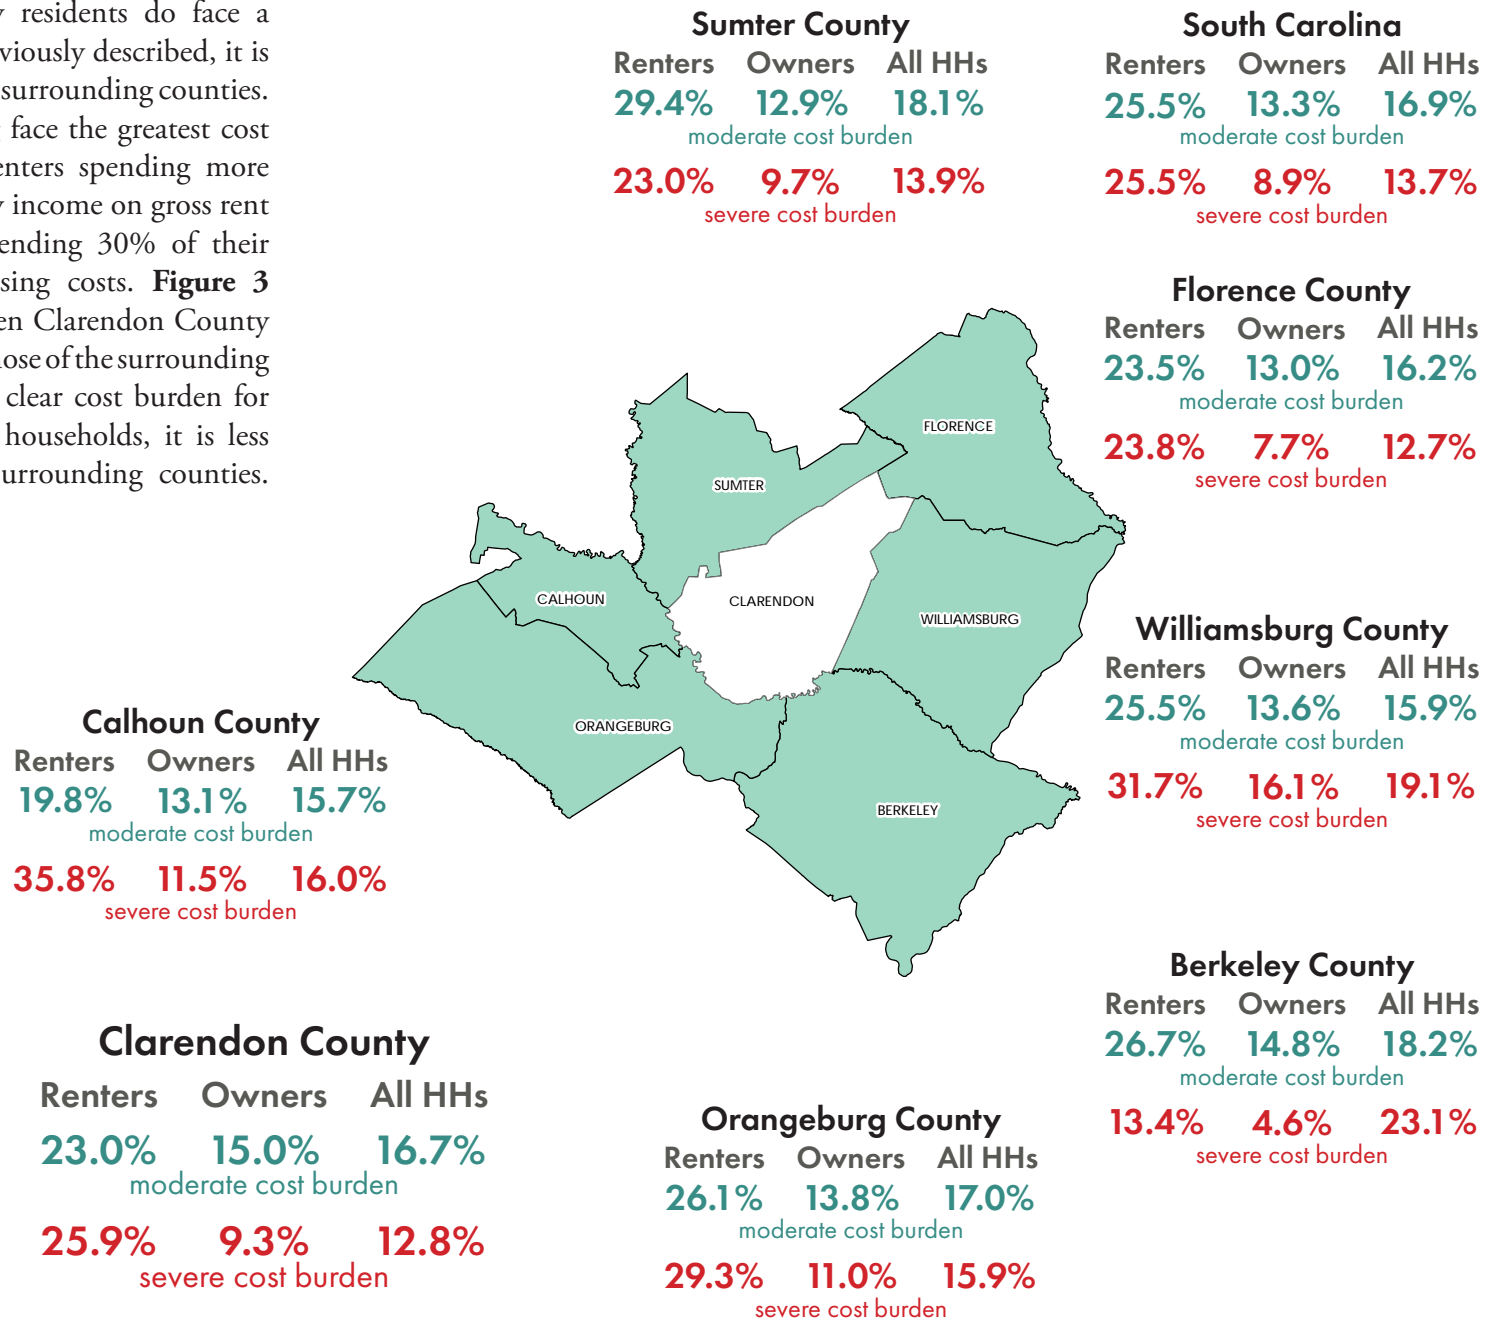 residents do face a
viously described, it is
surrounding counties.
face the greatest cost
enters spending more
y income on gross rent
ending 30% of their
sing costs. Figure 3
en Clarendon County
hose of the surrounding
clear cost burden for
households, it is less
urrounding counties.
Sumter County
Renters Owners All HHs
29.4% 12.9% 18.1%
moderate cost burden
23.0% 9.7% 13.9%
severe cost burden
South Carolina
Renters Owners All HHs
25.5% 13.3% 16.9%
moderate cost burden
25.5% 8.9% 13.7%
severe cost burden
Florence County
Renters Owners All HHs
23.5% 13.0% 16.2%
moderate cost burden
23.8% 7.7% 12.7%
severe cost burden
FLORENCE
SUMTER
CALHOUN
CLARENDON
WILLIAMSBURG
ORANGEBURG
BERKELEY
Williamsburg County
Renters Owners All HHs
25.5% 13.6% 15.9%
moderate cost burden
31.7% 16.1% 19.1%
severe cost burden
Calhoun County
Renters Owners All HHs
19.8% 13.1% 15.7%
moderate cost burden
35.8% 11.5% 16.0%
severe cost burden
Berkeley County
Renters Owners All HHs
26.7% 14.8% 18.2%
moderate cost burden
13.4% 4.6% 23.1%
severe cost burden
Clarendon County
Renters Owners All HHs
23.0% 15.0% 16.7%
moderate cost burden
25.9% 9.3% 12.8%
severe cost burden
Orangeburg County
Renters Owners All HHs
26.1% 13.8% 17.0%
moderate cost burden
29.3% 11.0% 15.9%
severe cost burden